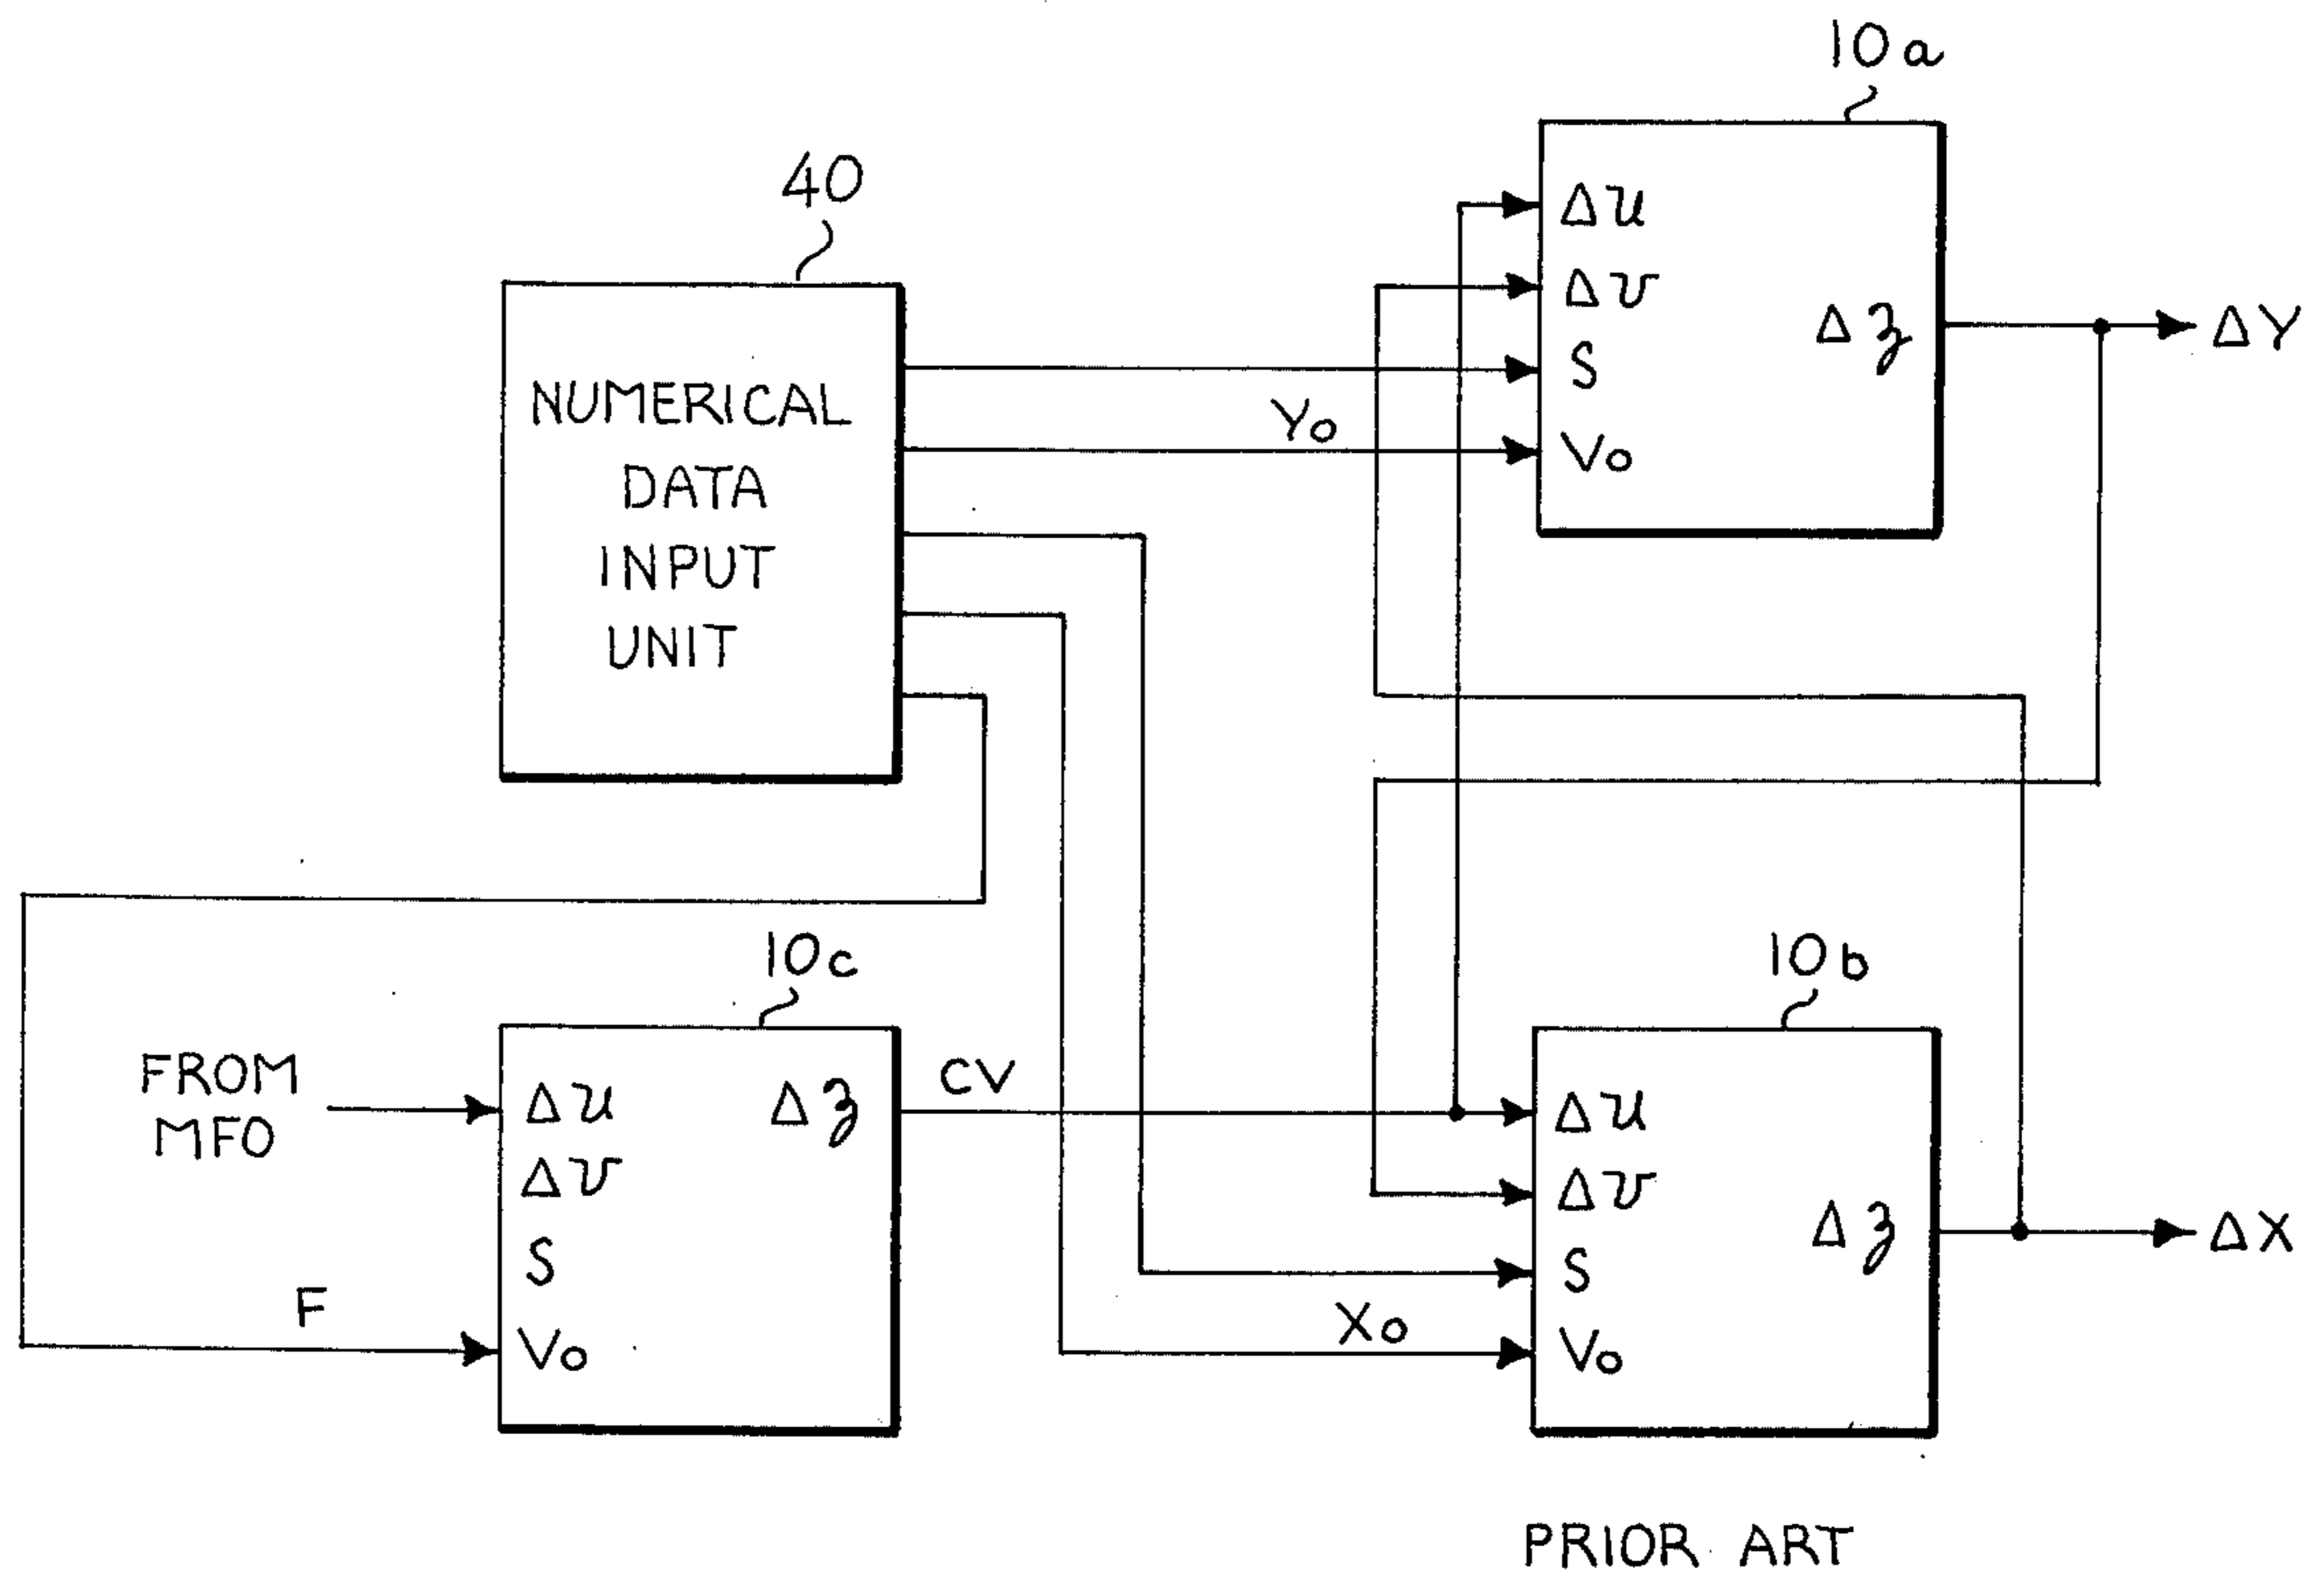 10a
40
Δu
Δv
Δz
S
Vo
ΔY
NUMERICAL
DATA
INPUT
UNIT
Yo
10c
10b
FROM
MFO
Δu
Δz
Δv
S
Vo
CV
F
Δu
Δv
Δz
S
Vo
ΔX
Xo
PRIOR ART